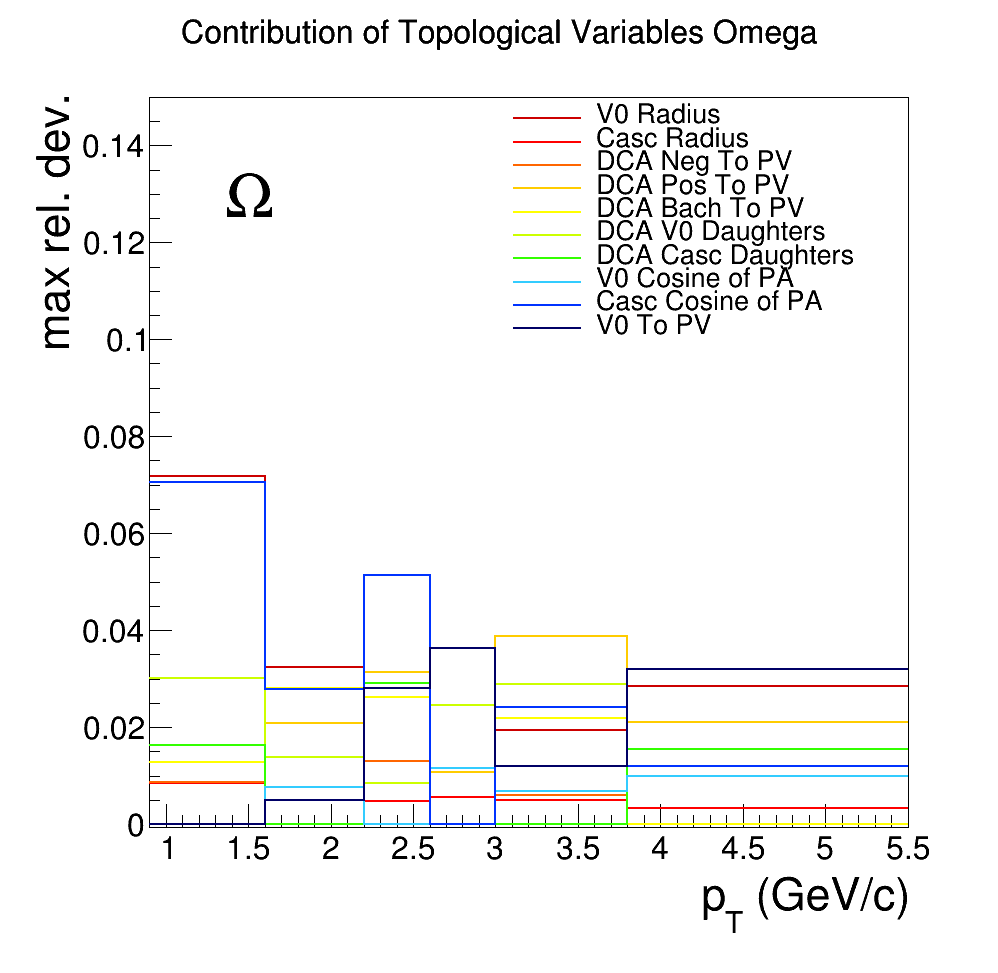 Contribution of Topological Variables Omega
max rel. dev.
0.14
0.12
0.1
0.08
0.06
0.04
0.02
0
Ω
V0 Radius
Casc Radius
DCA Neg To PV
DCA Pos To PV
DCA Bach To PV
DCA V0 Daughters
DCA Casc Daughters
V0 Cosine of PA
Casc Cosine of PA
V0 To PV
1 1.5 2 2.5 3 3.5 4 4.5 5 5.5
p_T (GeV/c)